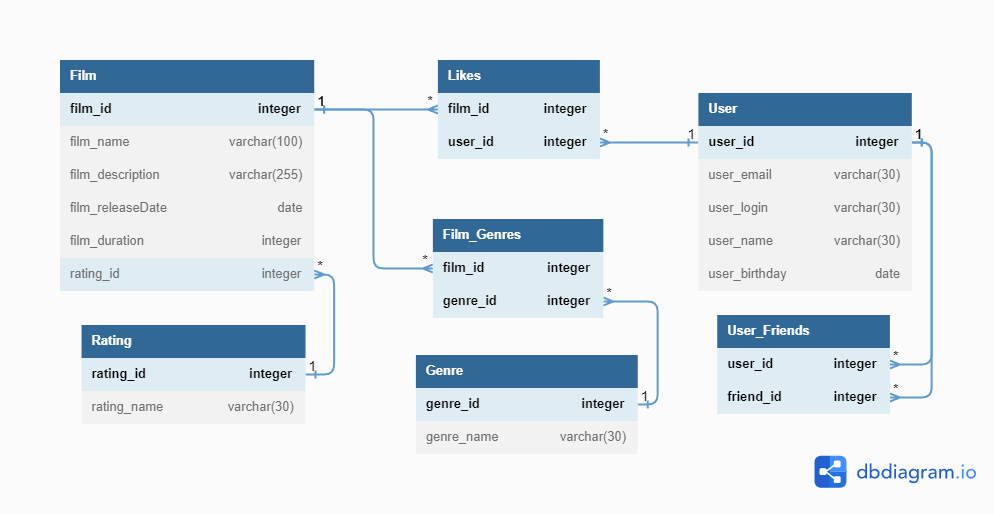 Film
film_id integer
film_name varchar(100)
film_description varchar(255)
film_releaseDate date
film_duration integer
rating_id integer
1
*
Rating
rating_id integer
rating_name varchar(30)
1
Likes
film_id integer
user_id integer
*
*
Film_Genres
film_id integer
genre_id integer
*
*
Genre
genre_id integer
genre_name varchar(30)
1
User
user_id integer
user_email varchar(30)
user_login varchar(30)
user_name varchar(30)
user_birthday date
1
1
User_Friends
user_id integer
friend_id integer
*
*
dbdiagram.io